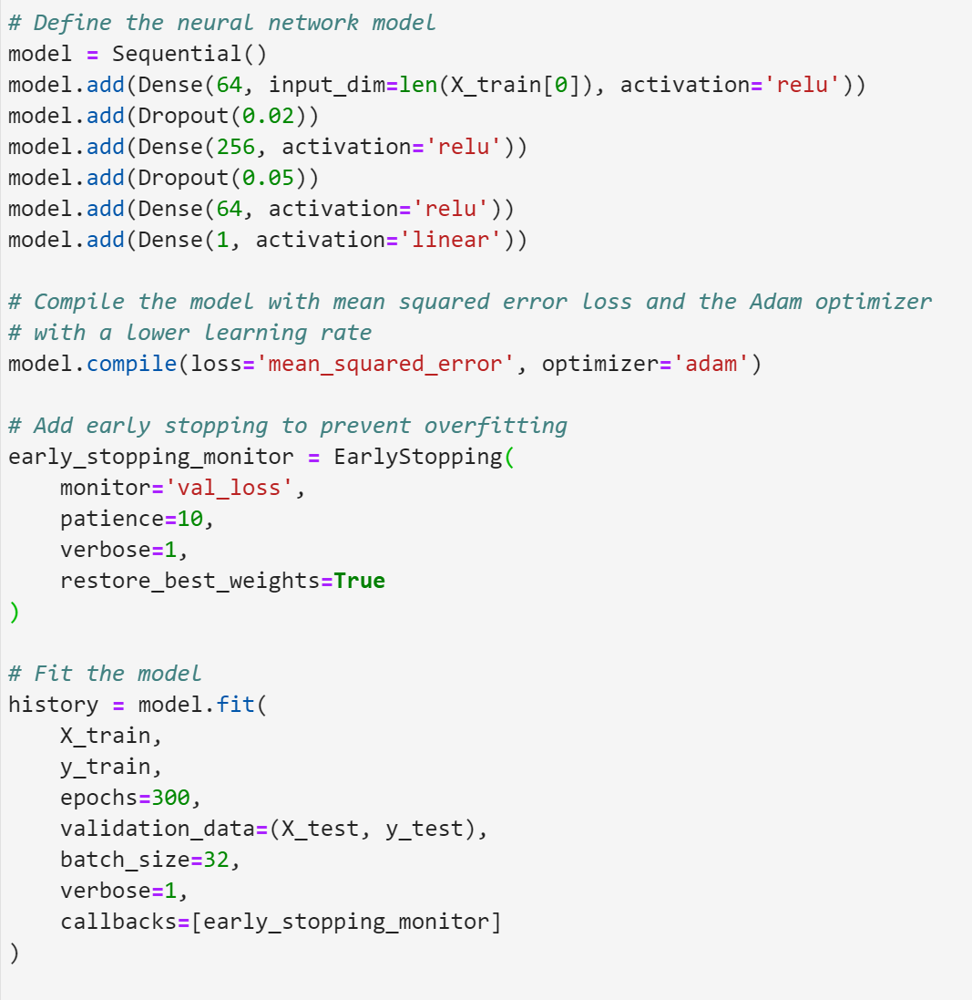 # Define the neural network model
model = Sequential()
model.add(Dense(64, input_dim=len(X_train[0]), activation='relu'))
model.add(Dropout(0.02))
model.add(Dense(256, activation='relu'))
model.add(Dropout(0.05))
model.add(Dense(64, activation='relu'))
model.add(Dense(1, activation='linear'))

# Compile the model with mean squared error loss and the Adam optimizer
# with a lower learning rate
model.compile(loss='mean_squared_error', optimizer='adam')

# Add early stopping to prevent overfitting
early_stopping_monitor = EarlyStopping(
    monitor='val_loss',
    patience=10,
    verbose=1,
    restore_best_weights=True
)

# Fit the model
history = model.fit(
    X_train,
    y_train,
    epochs=300,
    validation_data=(X_test, y_test),
    batch_size=32,
    verbose=1,
    callbacks=[early_stopping_monitor]
)